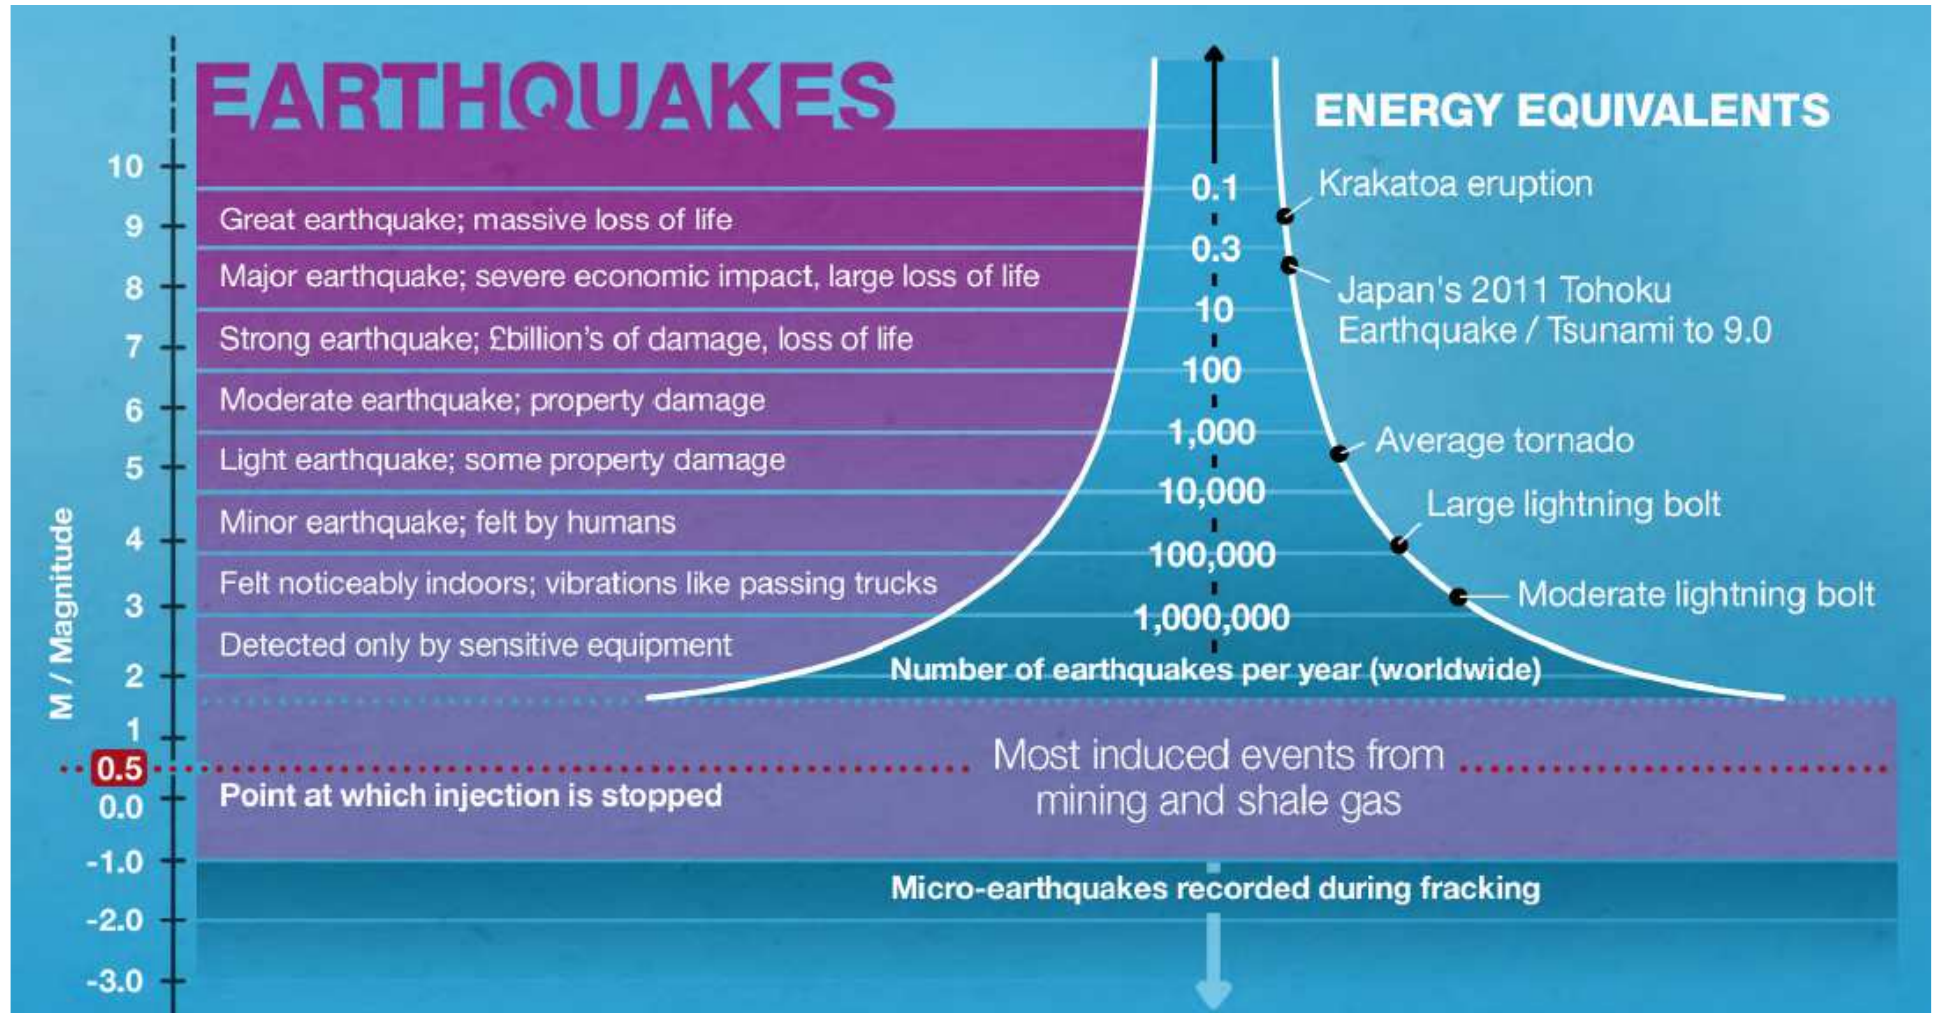 EARTHQUAKES
ENERGY EQUIVALENTS
M / Magnitude
10
9
8
7
6
5
4
3
2
1
0.5
0.0
-1.0
-2.0
-3.0
Great earthquake; massive loss of life
Major earthquake; severe economic impact, large loss of life
Strong earthquake; £billion's of damage, loss of life
Moderate earthquake; property damage
Light earthquake; some property damage
Minor earthquake; felt by humans
Felt noticeably indoors; vibrations like passing trucks
Detected only by sensitive equipment
Point at which injection is stopped
0.1
0.3
10
100
1,000
10,000
100,000
1,000,000
Number of earthquakes per year (worldwide)
Krakatoa eruption
Japan's 2011 Tohoku
Earthquake / Tsunami to 9.0
Average tornado
Large lightning bolt
Moderate lightning bolt
Most induced events from
mining and shale gas
Micro-earthquakes recorded during fracking